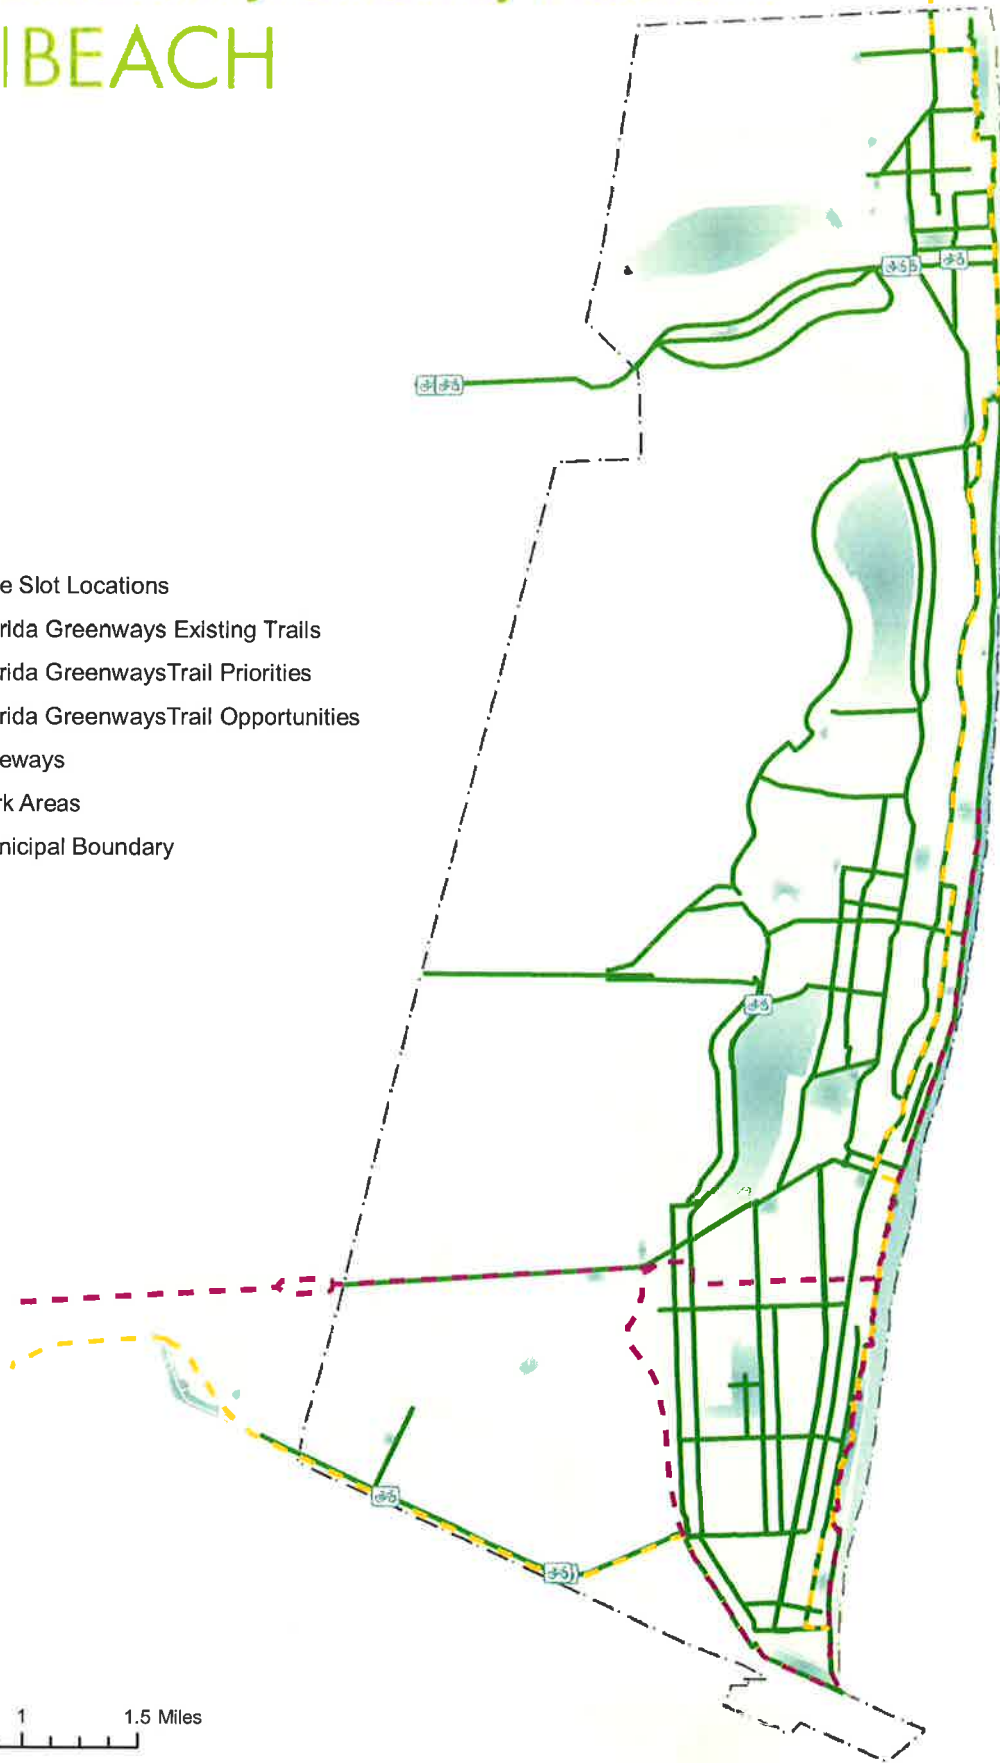 BEACH
e Slot Locations
rida Greenways Existing Trails
rida GreenwaysTrail Priorities
rida GreenwaysTrail Opportunities
eways
rk Areas
nicipal Boundary
1 1.5 Miles